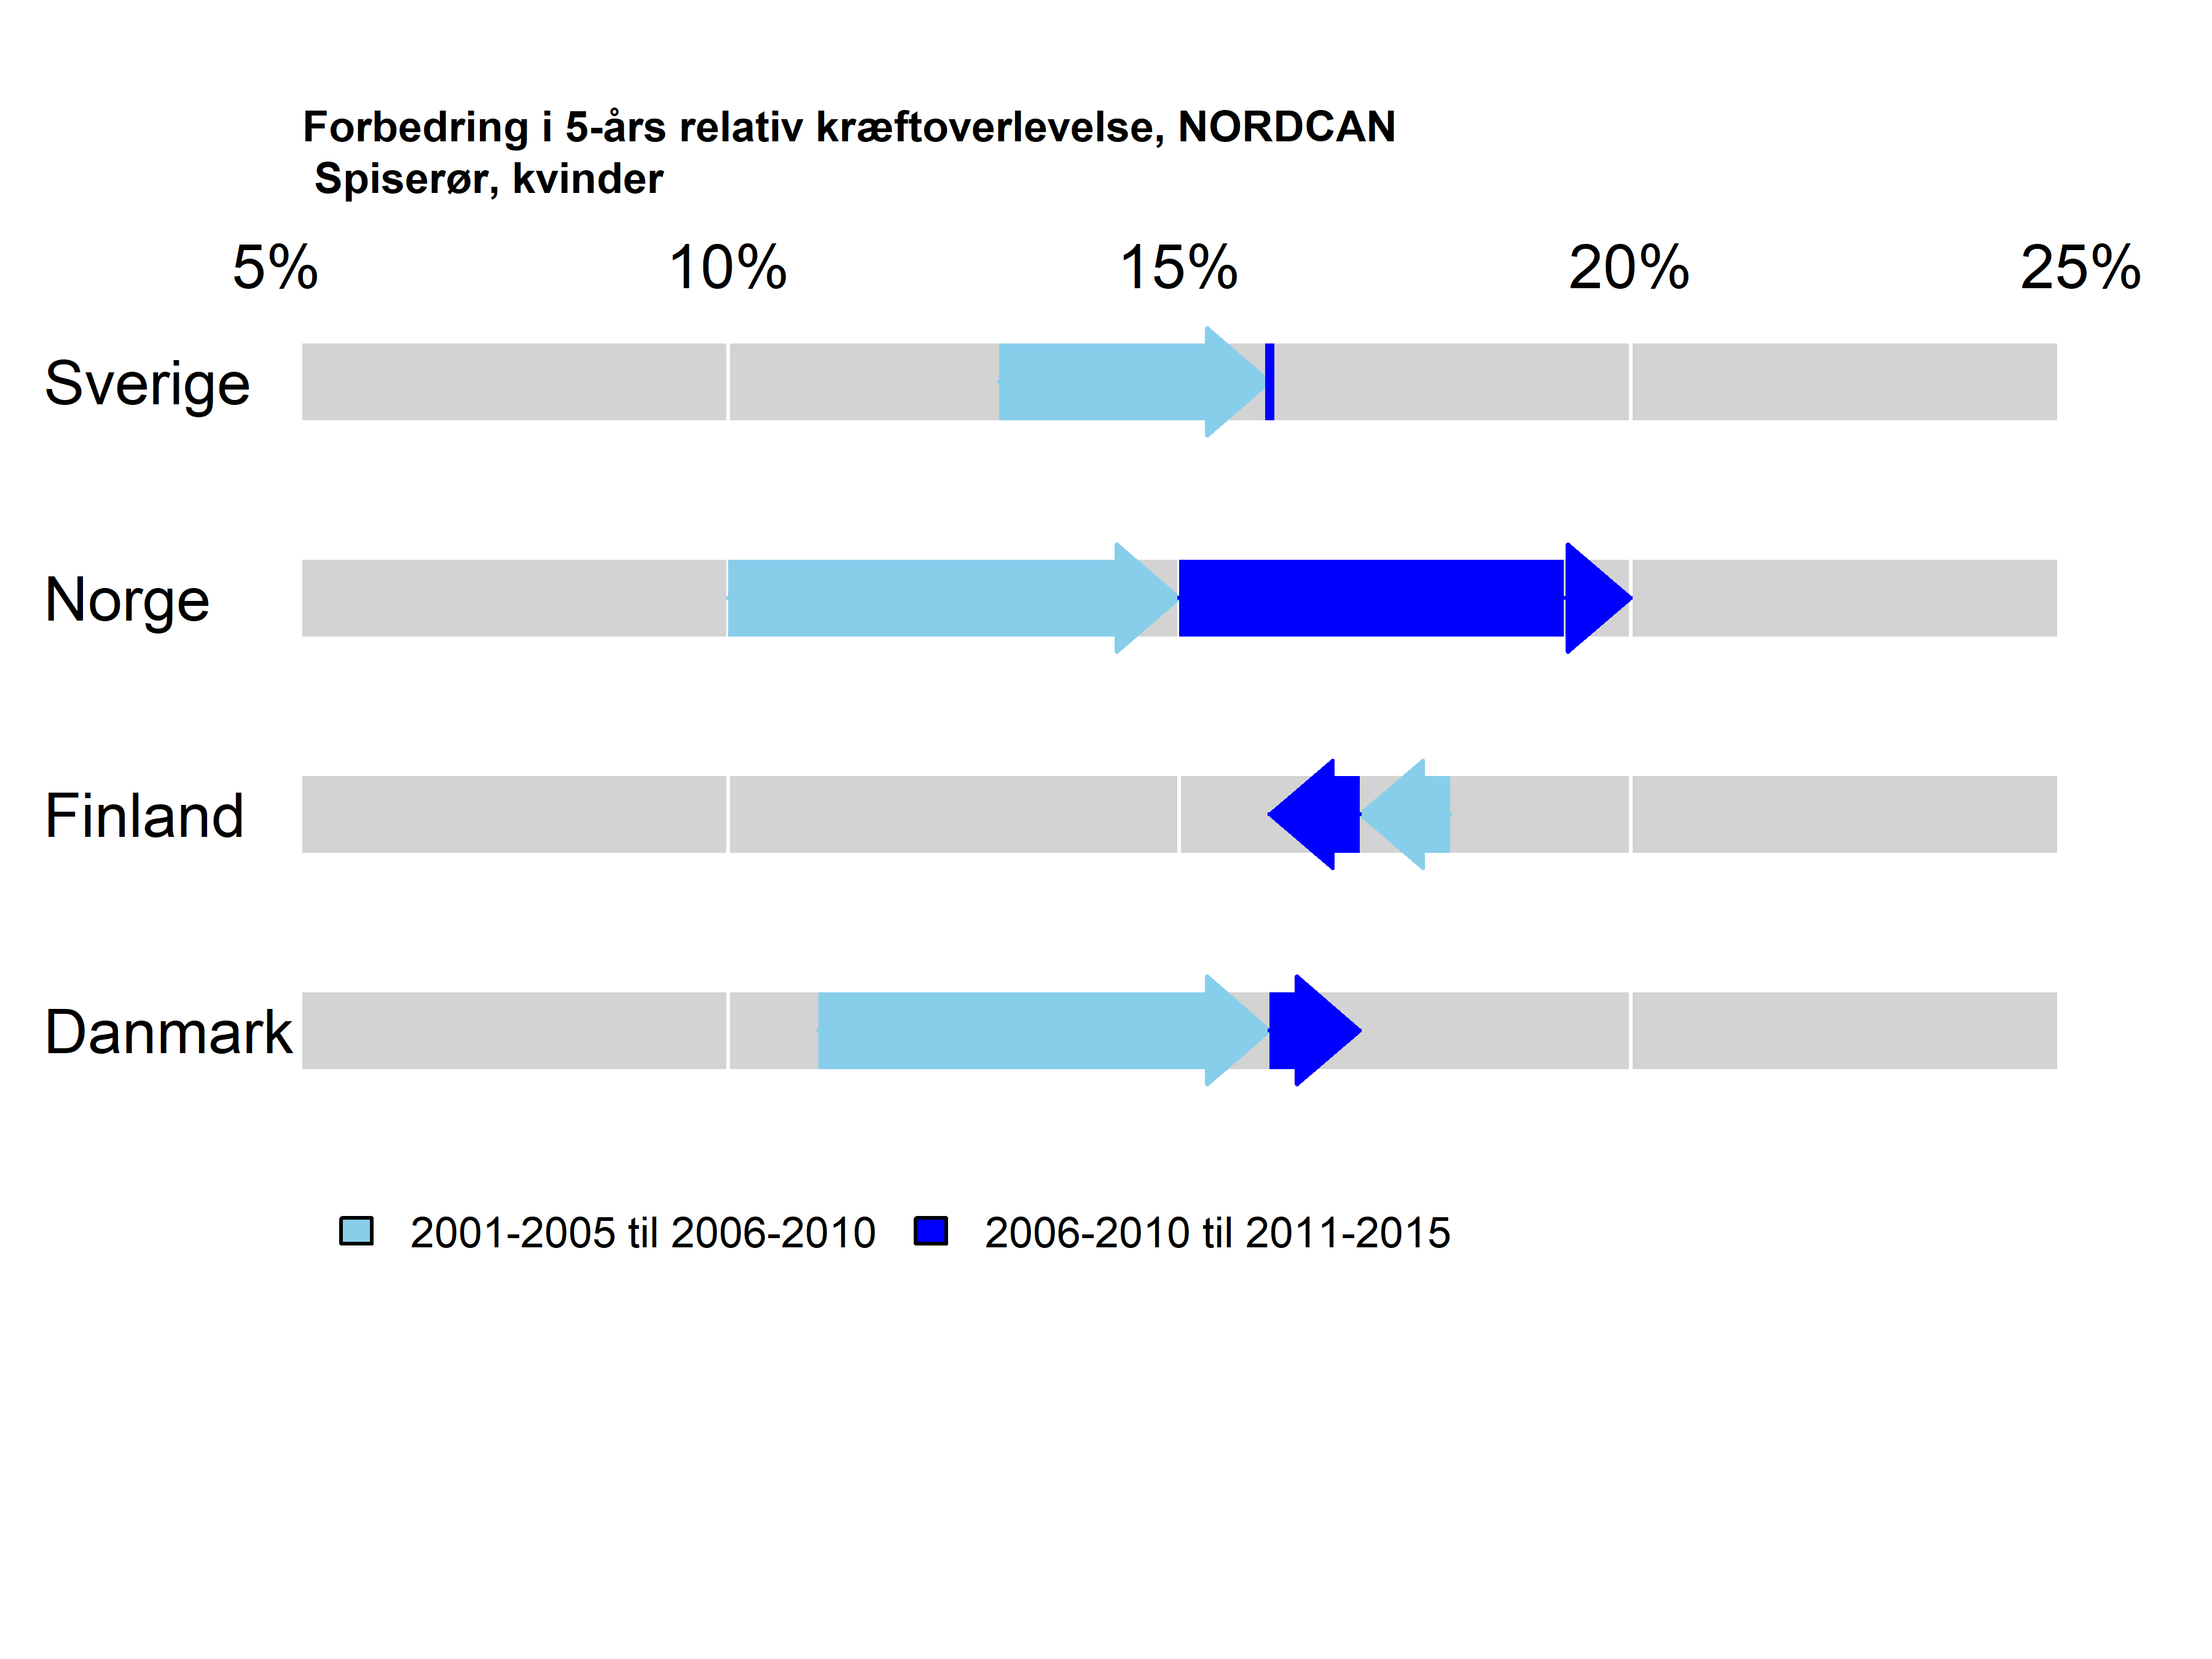 Forbedring i 5-års relativ kræftoverlevelse, NORDCAN
Spiserør, kvinder
5% 10% 15% 20% 25%
Sverige
Norge
Finland
Danmark
2001-2005 til 2006-2010 2006-2010 til 2011-2015